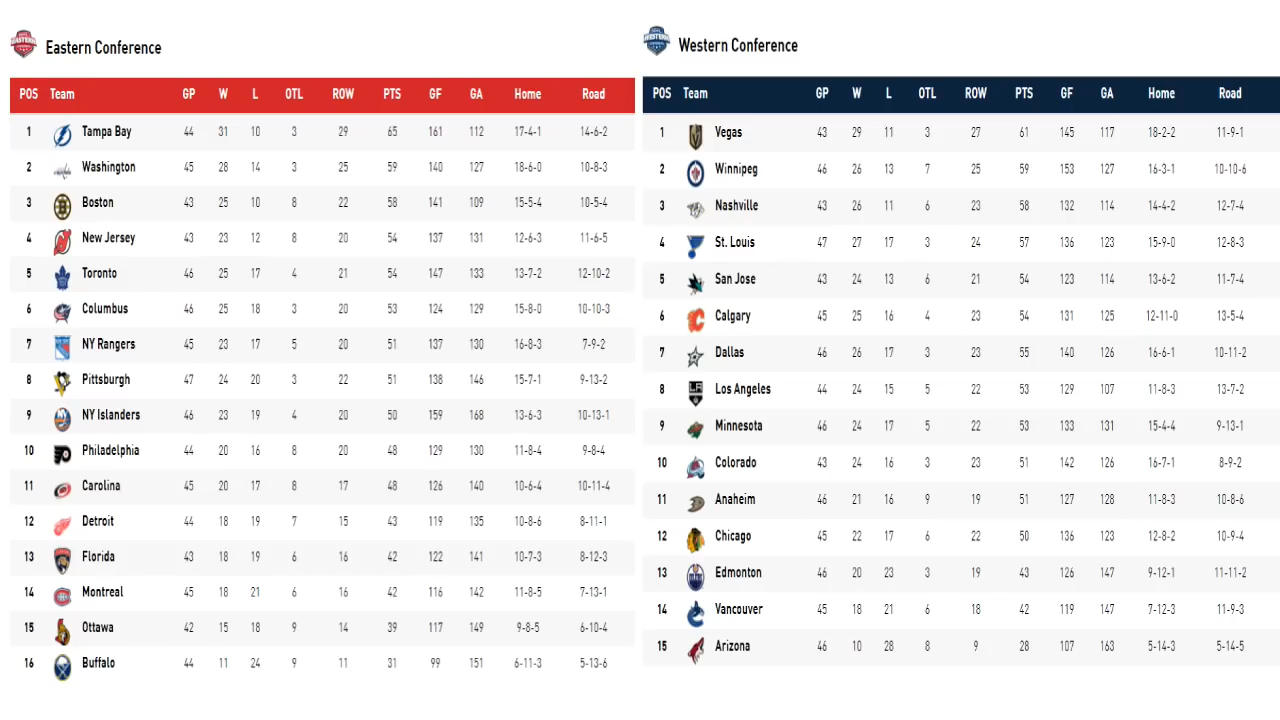 Eastern Conference
POS Team GP W L OTL ROW PTS GF GA Home Road
1 Tampa Bay 44 31 10 3 29 65 161 112 17-4-1 14-6-2
2 Washington 45 28 14 3 25 59 140 127 18-6-0 10-8-3
3 Boston 43 25 10 8 22 58 141 109 15-5-4 10-5-4
4 New Jersey 43 23 12 8 20 54 137 131 12-6-3 11-6-5
5 Toronto 46 25 17 4 21 54 147 133 13-7-2 12-10-2
6 Columbus 46 25 18 3 20 53 124 129 15-8-0 10-10-3
7 NY Rangers 45 23 17 5 20 51 137 130 16-8-3 7-9-2
8 Pittsburgh 47 24 20 3 22 51 138 146 15-7-1 9-13-2
9 NY Islanders 46 23 19 4 20 50 159 168 13-6-3 10-13-1
10 Philadelphia 44 20 16 8 20 48 129 130 11-8-4 9-8-4
11 Carolina 45 20 17 8 17 48 126 140 10-6-4 10-11-4
12 Detroit 44 18 19 7 15 43 119 135 10-8-6 8-11-1
13 Florida 43 18 19 6 16 42 122 141 10-7-3 8-12-3
14 Montreal 45 18 21 6 16 42 116 142 11-8-5 7-13-1
15 Ottawa 42 15 18 9 14 39 117 149 9-8-5 6-10-4
16 Buffalo 44 11 24 9 11 31 99 151 6-11-3 5-13-6
Western Conference
POS Team GP W L OTL ROW PTS GF GA Home Road
1 Vegas 43 29 11 3 27 61 145 117 18-2-2 11-9-1
2 Winnipeg 46 26 13 7 25 59 153 127 16-3-1 10-10-6
3 Nashville 43 26 11 6 23 58 132 114 14-4-2 12-7-4
4 St. Louis 47 27 17 3 24 57 136 123 15-9-0 12-8-3
5 San Jose 43 24 13 6 21 54 123 114 13-6-2 11-7-4
6 Calgary 45 25 16 4 23 54 131 125 12-11-0 13-5-4
7 Dallas 46 26 17 3 23 55 140 126 16-6-1 10-11-2
8 Los Angeles 44 24 15 5 22 53 129 107 11-8-3 13-7-2
9 Minnesota 46 24 17 5 22 53 133 131 15-4-4 9-13-1
10 Colorado 43 24 16 3 23 51 142 126 16-7-1 8-9-2
11 Anaheim 46 21 16 9 19 51 127 128 11-8-3 10-8-6
12 Chicago 45 22 17 6 22 50 136 123 12-8-2 10-9-4
13 Edmonton 46 20 23 3 19 43 126 147 9-12-1 11-11-2
14 Vancouver 45 18 21 6 18 42 119 147 7-12-3 11-9-3
15 Arizona 46 10 28 8 9 28 107 163 5-14-3 5-14-5